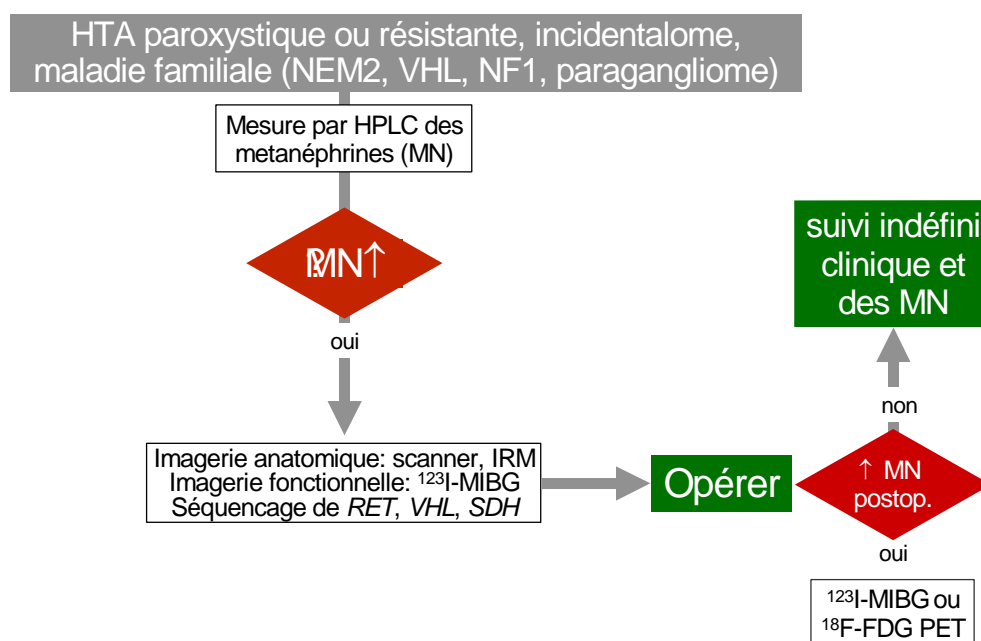 HTA paroxystique ou résistante, incidentalome,
maladie familiale (NEM2, VHL, NF1, paragangliome)
Mesure par HPLC des
metanéphrines (MN)
MN↑
oui
Imagerie anatomique: scanner, IRM
Imagerie fonctionnelle: ¹²³I-MIBG
Séquencage de RET, VHL, SDH
Opérer
↑ MN
postop.
non
suivi indéfini
clinique et
des MN
oui
¹²³I-MIBG ou
¹⁸F-FDG PET